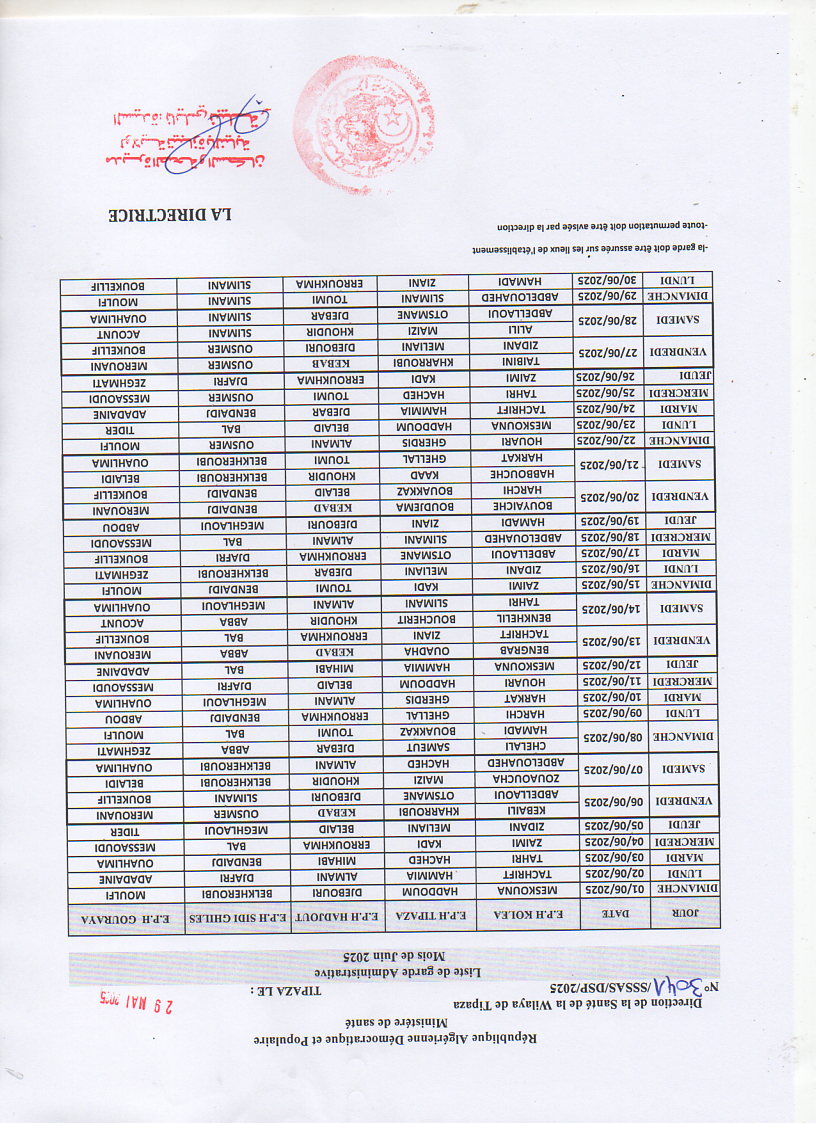 République Algérienne Démocratique et Populaire
Ministére de santé
Direction de la Santé de la Wilaya de Tipaza
N° 3041/SSSAS/DSP/2025 TIPAZA LE : 29 MAI 2025
Liste de garde Administrative
Mois de Juin 2025
JOUR DATE E.P.H KOLEA E.P.H TIPAZA E.P.H HADJOUT E.P.H SIDI GHILES E.P.H GOURAYA
DIMANCHE 01/06/2025 MESKOUNA HADDOUM DJEBOURI BELKHEROUBI MOULFI
LUNDI 02/06/2025 TACHRIFT HAMMIA ALMANI DJAFRI ADADAINE
MARDI 03/06/2025 TAHRI HACHED MIHABI BENDAIDJ OUAHLIMA
MERCREDI 04/06/2025 ZAIMI KADI ERROUKHMA BAL MESSAOUDI
JEUDI 05/06/2025 ZIDANI MELIANI BELAID MEGHLAOUI TIDER
VENDREDI 06/06/2025 KEBAILI KHARROUBI KEBAD OUSMER MEROUANI
ABDELLAOUI OTSMANE DJEBOURI SLIMANI BOUKELLIF
SAMEDI 07/06/2025 ZOUAOUCHA MAIZI KHOUDIR BELKHEROUBI BELAIDI
ABDELOUAHED HACHED ALMANI BELKHEROUBI OUAHLIMA
DIMANCHE 08/06/2025 CHELALI SAMEUT DJEBAR ABBA ZEGHMATI
HAMADI BOUAKKAZ TOUMI BAL MOULFI
LUNDI 09/06/2025 HARCHI GHELLAL ERROUKHMA BENDAIDJ ABDOU
MARDI 10/06/2025 HARKAT GHERDIS ALMANI MEGHLAOUI OUAHLIMA
MERCREDI 11/06/2025 HOUARI HADDOUM BELAID DJAFRI MESSAOUDI
JEUDI 12/06/2025 MESKOUNA HAMMIA MIHABI BAL ADADAINE
VENDREDI 13/06/2025 BENGRAB OUADHA KEBAD ABBA MEROUANI
TACHRIFT ZIANI ERROUKHMA BAL BOUKELLIF
SAMEDI 14/06/2025 BENKHELIL BOUCHERIT KHOUDIR ABBA ACOUNT
TAHRI SLIMANI ALMANI MEGHLAOUI OUAHLIMA
DIMANCHE 15/06/2025 ZAIMI KADI TOUMI BENDAIDJ MOULFI
LUNDI 16/06/2025 ZIDANI MELIANI DJEBAR BELKHEROUBI ZEGHMATI
MARDI 17/06/2025 ABDELLAOUI OTSMANE ERROUKHMA DJAFRI BOUKELLIF
MERCREDI 18/06/2025 ABDELOUAHED SLIMANI ALMANI BAL MESSAOUDI
JEUDI 19/06/2025 HAMADI ZIANI DJEBOURI MEGHLAOUI ABDOU
VENDREDI 20/06/2025 BOUYAICHE BOUDJEMA KEBAD BENDAIDJ MEROUANI
HARCHI BOUAKKAZ BELAID BENDAIDJ BOUKELLIF
SAMEDI 21/06/2025 HABBOUCHE KAAD KHOUDIR BELKHEROUBI BELAIDI
HARKAT GHELLAL TOUMI BELKHEROUBI OUAHLIMA
DIMANCHE 22/06/2025 HOUARI GHERDIS ALMANI OUSMER MOULFI
LUNDI 23/06/2025 MESKOUNA HADDOUM BELAID BAL TIDER
MARDI 24/06/2025 TACHRIFT HAMMIA DJEBAR BENDAIDJ ADADAINE
MERCREDI 25/06/2025 TAHRI HACHED TOUMI OUSMER MESSAOUDI
JEUDI 26/06/2025 ZAIMI KADI ERROUKHMA DJAFRI ZEGHMATI
VENDREDI 27/06/2025 TAIBINI KHARROUBI KEBAB OUSMER MEROUANI
ZIDANI MELIANI DJEBOURI OUSMER BOUKELLIF
SAMEDI 28/06/2025 ALILI MAIZI KHOUDIR SLIMANI ACOUNT
ABDELLAOUI OTSMANE DJEBAR SLIMANI OUAHLIMA
DIMANCHE 29/06/2025 ABDELOUAHED SLIMANI TOUMI SLIMANI MOULFI
LUNDI 30/06/2025 HAMADI ZIANI ERROUKHMA SLIMANI BOUKELLIF
-la garde doit être assurée sur les lieux de l'établissement
-toute permutation doit être avisée par la direction
LA DIRECTRICE
مديرة الصحة و السكان
لولاية تيبازة بالنيابة
السيدة: نايلي نبيلة